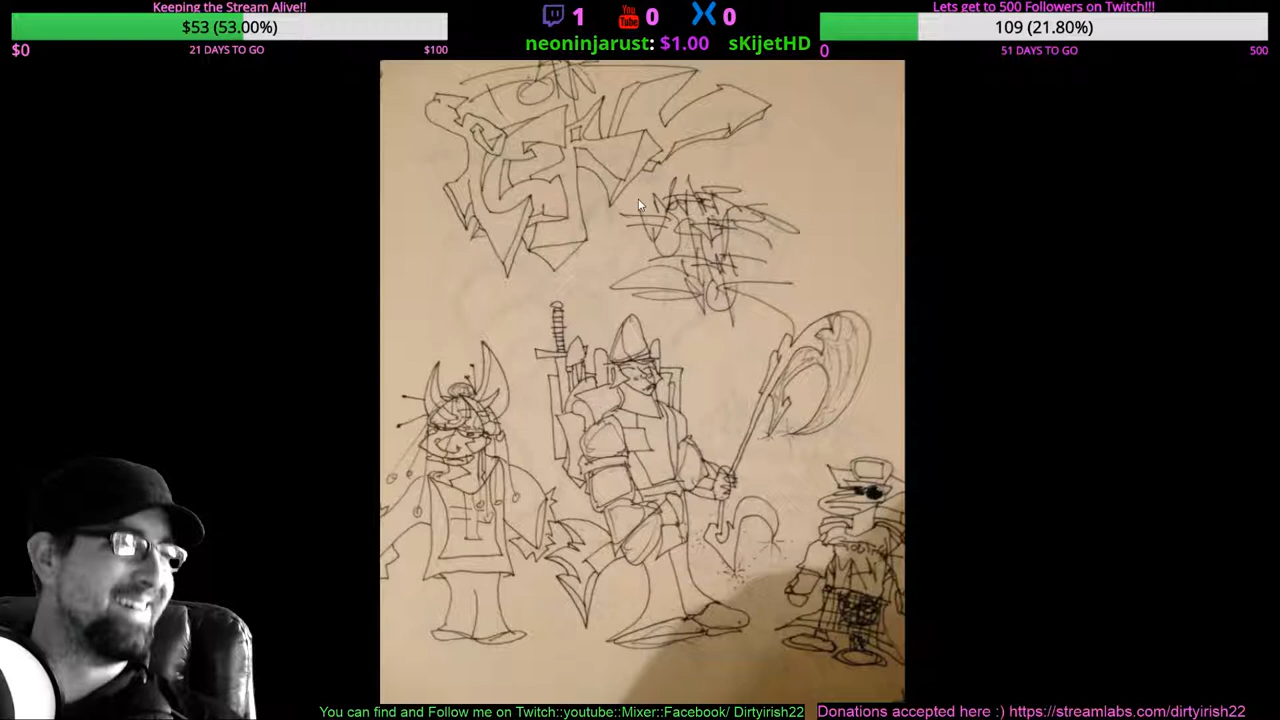 Keeping the Stream Alive!!
$53 (53.00%)
$0
21 DAYS TO GO
$100
1
You Tube
0
0
neoninjarust: $1.00 sKijetHD
Lets get to 500 Followers on Twitch!!!
109 (21.80%)
0
51 DAYS TO GO
500
You can find and Follow me on Twitch::youtube::Mixer::Facebook/ Dirtyirish22
Donations accepted here :) https://streamlabs.com/dirtyirish22